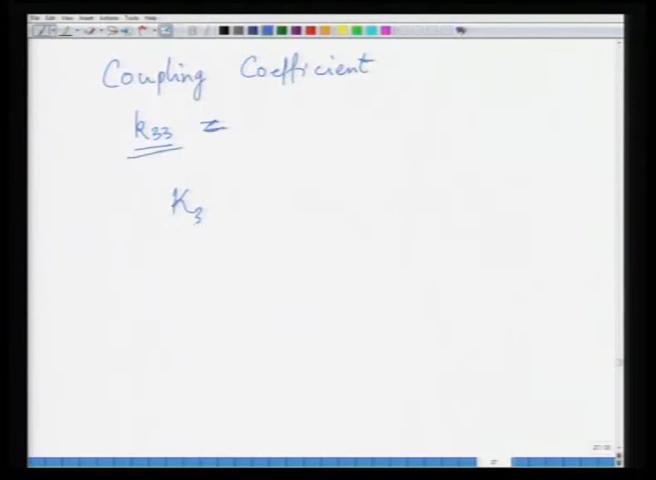 Coupling Coefficient
k33 =
K3